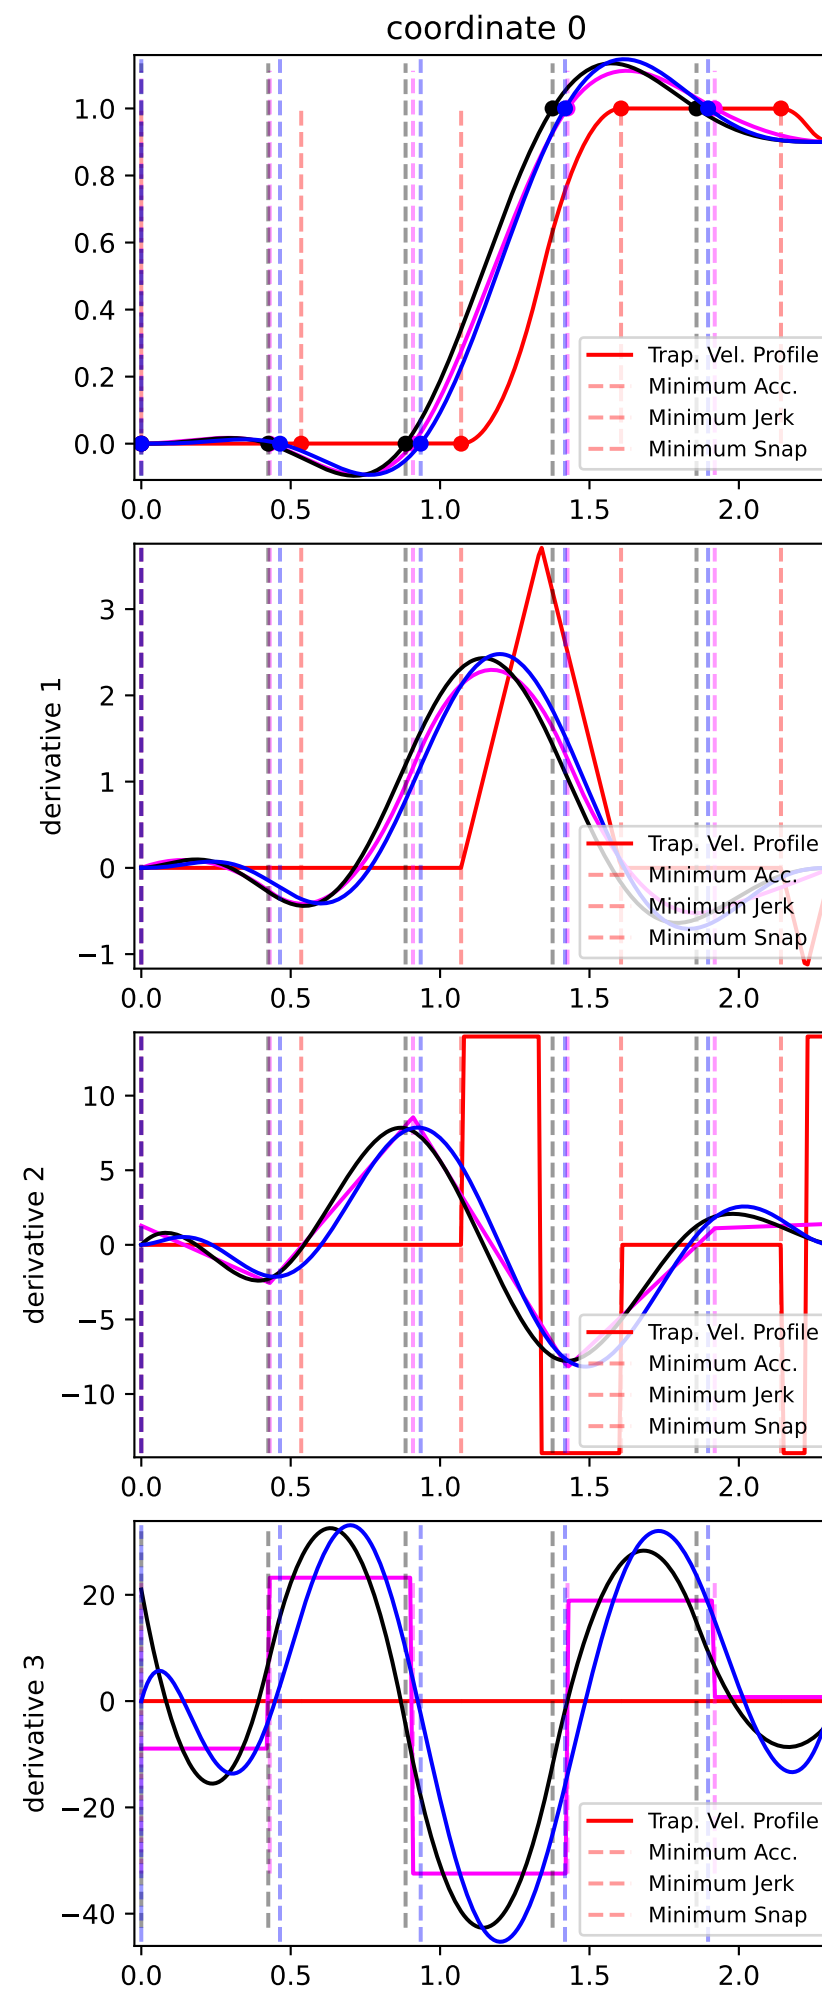 coordinate 0
1.0
0.8
0.6
0.4
0.2
0.0
Trap. Vel. Profile
Minimum Acc.
Minimum Jerk
Minimum Snap
0.0 0.5 1.0 1.5 2.0
derivative 1
3
2
1
0
−1
Trap. Vel. Profile
Minimum Acc.
Minimum Jerk
Minimum Snap
0.0 0.5 1.0 1.5 2.0
derivative 2
10
5
0
−5
−10
Trap. Vel. Profile
Minimum Acc.
Minimum Jerk
Minimum Snap
0.0 0.5 1.0 1.5 2.0
derivative 3
20
0
−20
−40
Trap. Vel. Profile
Minimum Acc.
Minimum Jerk
Minimum Snap
0.0 0.5 1.0 1.5 2.0